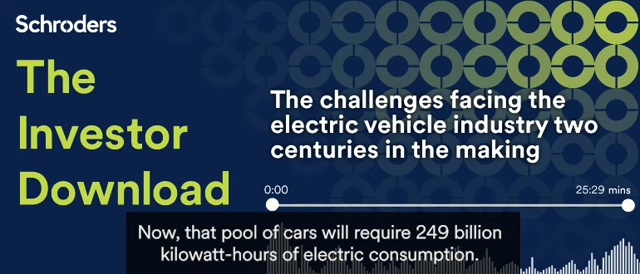 Schroders
The
Investor
Download
The challenges facing the
electric vehicle industry two
centuries in the making
0:00
25:29 mins
Now, that pool of cars will require 249 billion
kilowatt-hours of electric consumption.